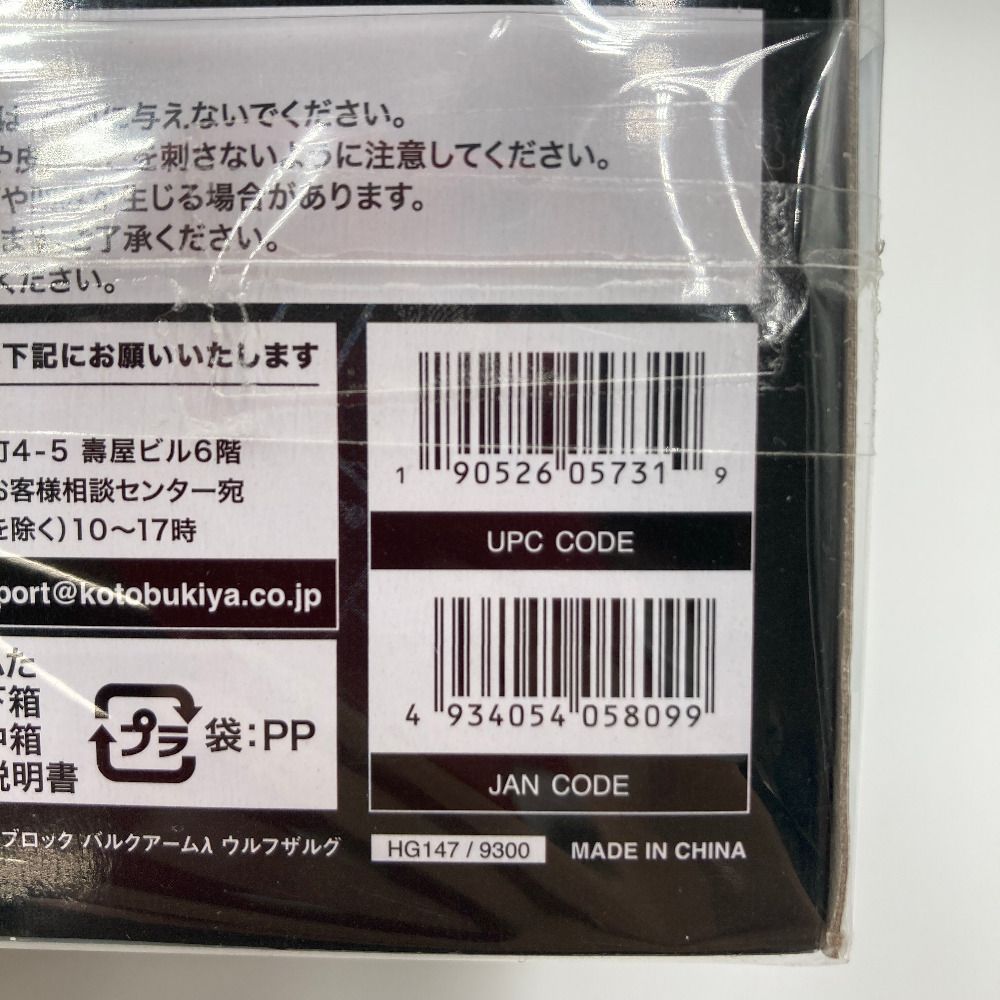 与えないでください。
を刺さないように注意してください。
生じる場合があります。
ご了承ください。
ください。
下記にお願いいたします
町4-5 壽屋ビル6階
お客様相談センター宛
を除く)10〜17時
port@kotobukiya.co.jp
ふた
下箱
中箱
説明書
プラ
袋:PP
ブロック バルクアームλ ウルフザルグ
1 90526 05731 9
UPC CODE
4 934054 058099
JAN CODE
HG147 / 9300
MADE IN CHINA